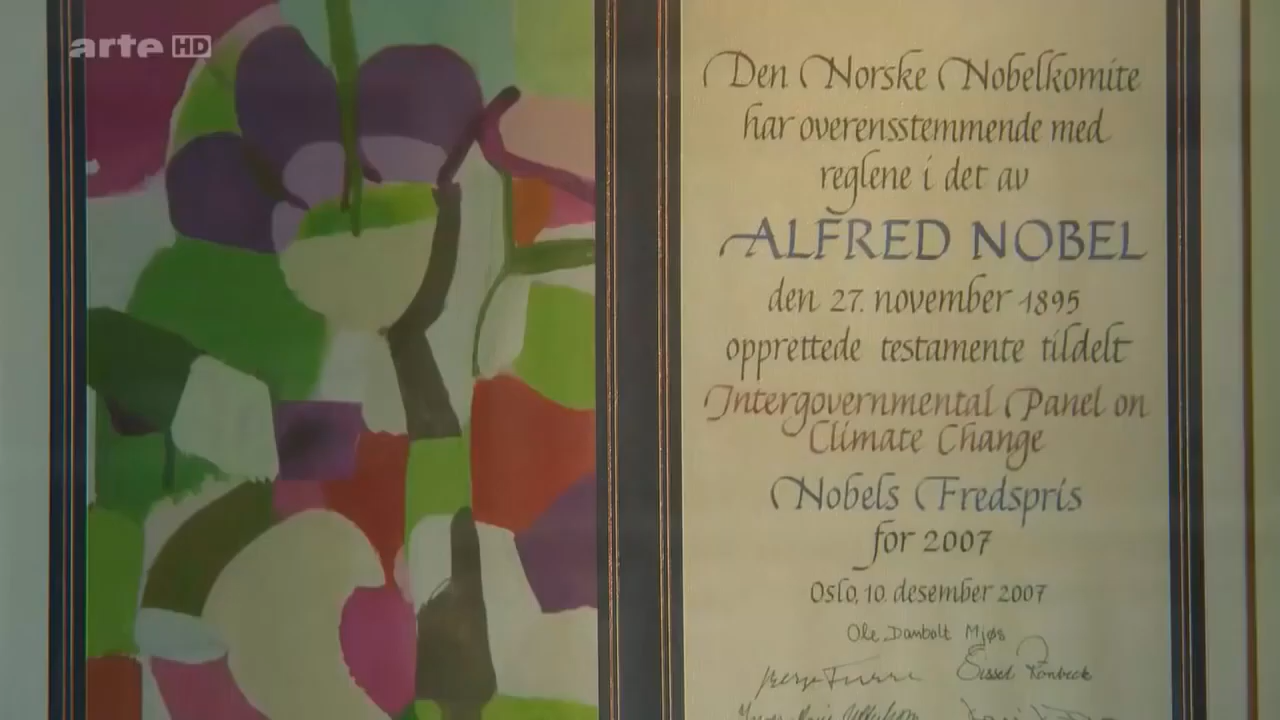 arte HD
Den Norske Nobelkomite
har overensstemmende med
reglene i det av
ALFRED NOBEL
den 27. november 1895
opprettede testamente tildelt
Intergovernmental Panel on
Climate Change
Nobels Fredspris
for 2007
Oslo, 10. desember 2007
Ole Danbolt Mjøs
Berge Furre Sissel Rønbeck